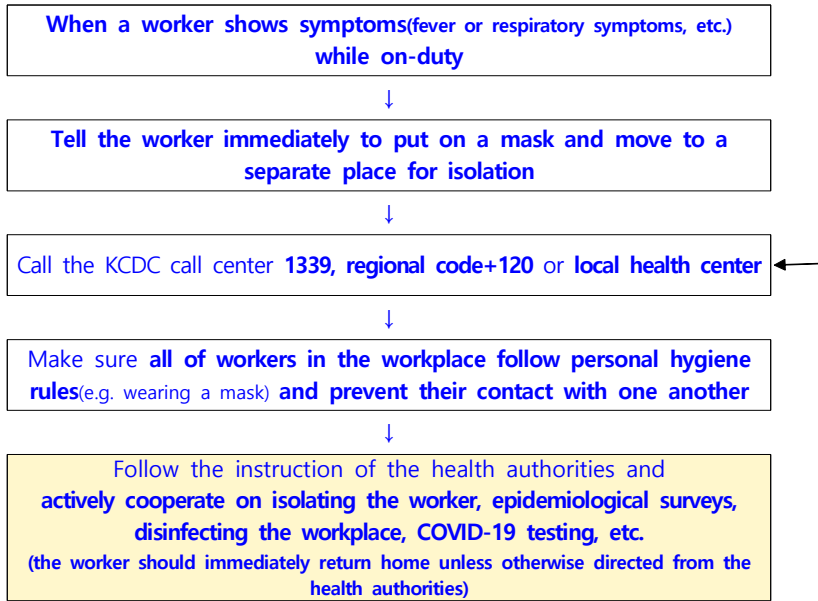 When a worker shows symptoms(fever or respiratory symptoms, etc.)
while on-duty
↓
Tell the worker immediately to put on a mask and move to a
separate place for isolation
↓
Call the KCDC call center 1339, regional code+120 or local health center
↓
Make sure all of workers in the workplace follow personal hygiene
rules(e.g. wearing a mask) and prevent their contact with one another
↓
Follow the instruction of the health authorities and
actively cooperate on isolating the worker, epidemiological surveys,
disinfecting the workplace, COVID-19 testing, etc.
(the worker should immediately return home unless otherwise directed from the
health authorities)